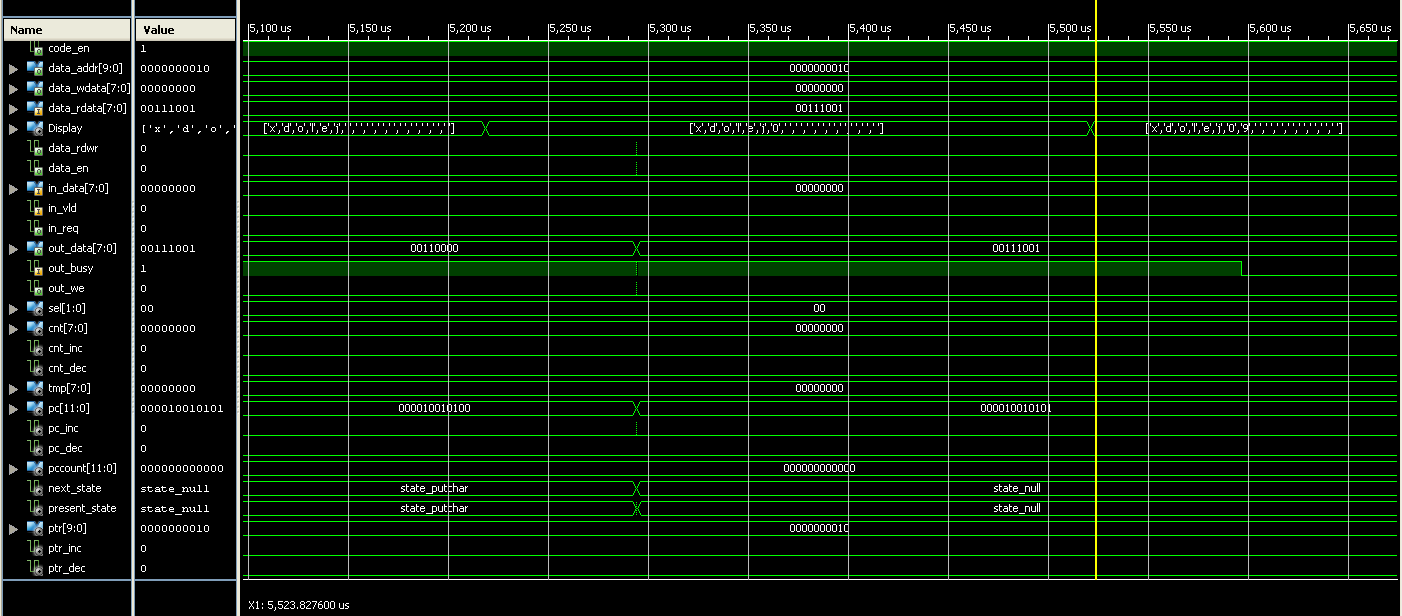 Name Value 5,100 us 5,150 us 5,200 us 5,250 us 5,300 us 5,350 us 5,400 us 5,450 us 5,500 us 5,550 us 5,600 us 5,650 us
code_en 1
data_addr[9:0] 0000000010 0000000010
data_wdata[7:0] 00000000 00000000
data_rdata[7:0] 00111001 00111001
Display ['x','d','o',' ['x','d','o','l','e','j',' ',' ',' ',' ',' ',' ',' ',' ',' ',' '] ['x','d','o','l','e','j','0',' ',' ',' ',' ',' ',' ',' ',' ',' '] ['x','d','o','l','e','j','0','9',' ',' ',' ',' ',' ',' ',' ',' ']
data_rdwr 0
data_en 0
in_data[7:0] 00000000 00000000
in_vld 0
in_req 0
out_data[7:0] 00111001 00110000 00111001
out_busy 1
out_we 0
sel[1:0] 00 00
cnt[7:0] 00000000 00000000
cnt_inc 0
cnt_dec 0
tmp[7:0] 00000000 00000000
pc[11:0] 000010010101 000010010100 000010010101
pc_inc 0
pc_dec 0
pccount[11:0] 000000000000 000000000000
next_state state_null state_putchar state_null
present_state state_null state_putchar state_null
ptr[9:0] 0000000010 0000000010
ptr_inc 0
ptr_dec 0
X1: 5,523.827600 us